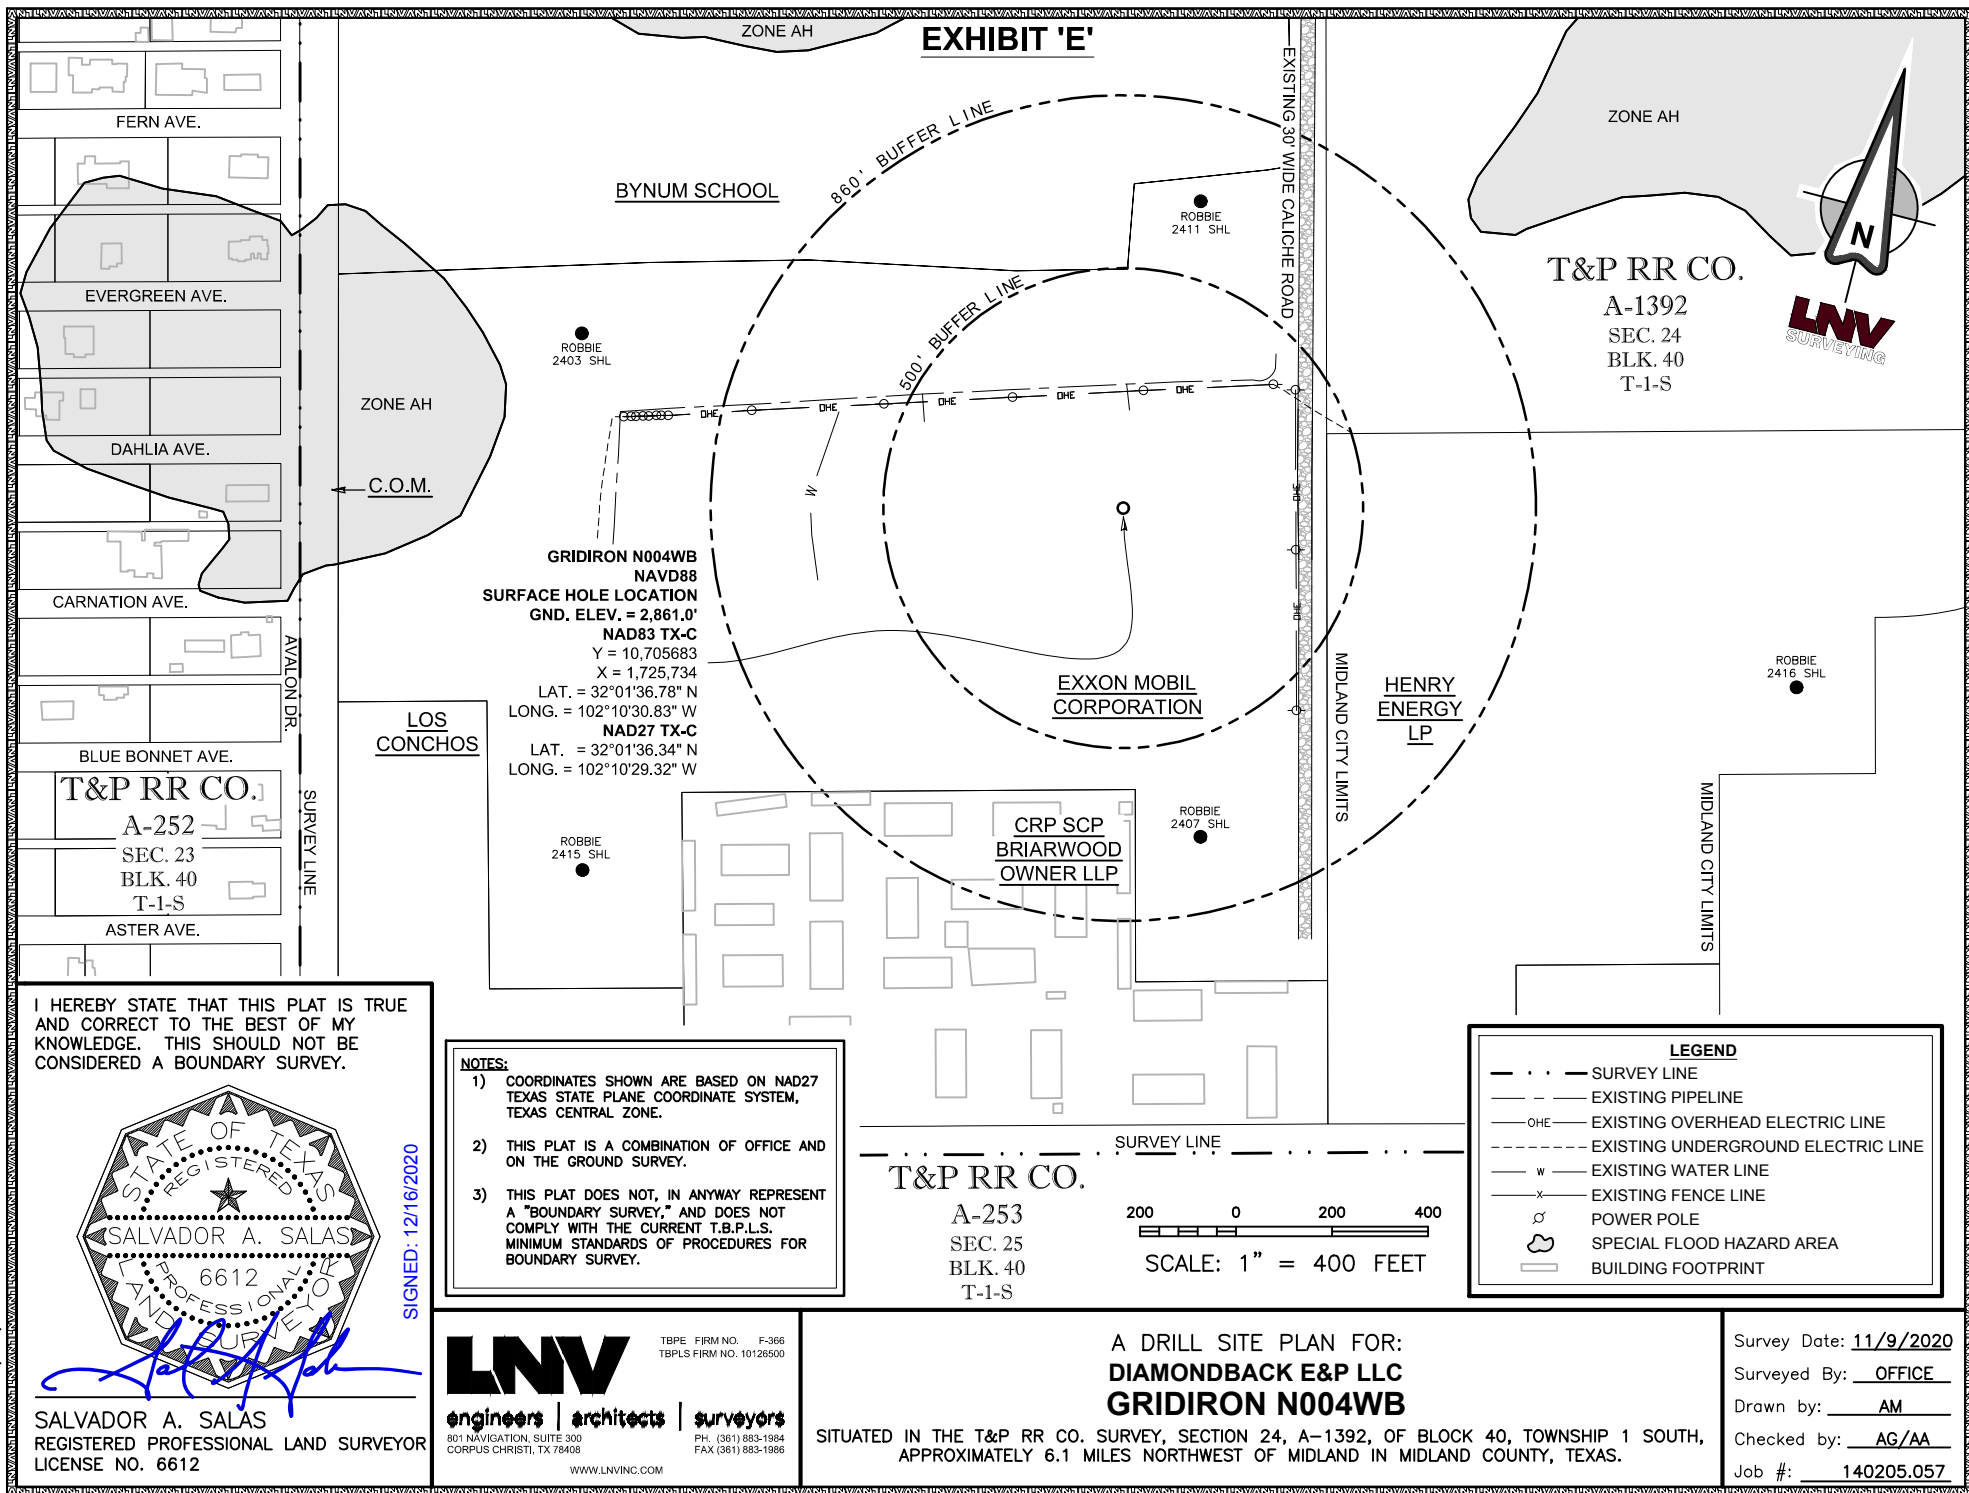 EXHIBIT 'E'
ZONE AH
ZONE AH
FERN AVE.
860' BUFFER LINE
BYNUM SCHOOL
EXISTING 30' WIDE CALICHE ROAD
ROBBIE
2411 SHL
N
LNV
SURVEYING
T&P RR CO.
A-1392
SEC. 24
BLK. 40
T-1-S
EVERGREEN AVE.
500' BUFFER LINE
ROBBIE
2403 SHL
ZONE AH
OHE
OHE
OHE
OHE
OHE
DAHLIA AVE.
C.O.M.
W
OHE
OHE
GRIDIRON N004WB
NAVD88
SURFACE HOLE LOCATION
GND. ELEV. = 2,861.0'
NAD83 TX-C
Y = 10,705683
X = 1,725,734
LAT. = 32°01'36.78" N
LONG. = 102°10'30.83" W
NAD27 TX-C
LAT. = 32°01'36.34" N
LONG. = 102°10'29.32" W
CARNATION AVE.
AVALON DR.
EXXON MOBIL
CORPORATION
HENRY
ENERGY
LP
MIDLAND CITY LIMITS
ROBBIE
2416 SHL
LOS
CONCHOS
BLUE BONNET AVE.
T&P RR CO.
A-252
SEC. 23
BLK. 40
T-1-S
SURVEY LINE
ASTER AVE.
ROBBIE
2415 SHL
CRP SCP
BRIARWOOD
OWNER LLP
ROBBIE
2407 SHL
MIDLAND CITY LIMITS
I HEREBY STATE THAT THIS PLAT IS TRUE
AND CORRECT TO THE BEST OF MY
KNOWLEDGE. THIS SHOULD NOT BE
CONSIDERED A BOUNDARY SURVEY.
STATE OF TEXAS
REGISTERED
SALVADOR A. SALAS
6612
PROFESSIONAL
LAND SURVEYOR
SIGNED: 12/16/2020
SALVADOR A. SALAS
REGISTERED PROFESSIONAL LAND SURVEYOR
LICENSE NO. 6612
NOTES:
1) COORDINATES SHOWN ARE BASED ON NAD27
TEXAS STATE PLANE COORDINATE SYSTEM,
TEXAS CENTRAL ZONE.
2) THIS PLAT IS A COMBINATION OF OFFICE AND
ON THE GROUND SURVEY.
3) THIS PLAT DOES NOT, IN ANYWAY REPRESENT
A "BOUNDARY SURVEY," AND DOES NOT
COMPLY WITH THE CURRENT T.B.P.L.S.
MINIMUM STANDARDS OF PROCEDURES FOR
BOUNDARY SURVEY.
SURVEY LINE
T&P RR CO.
A-253
SEC. 25
BLK. 40
T-1-S
200 0 200 400
SCALE: 1" = 400 FEET
LEGEND
SURVEY LINE
EXISTING PIPELINE
OHE EXISTING OVERHEAD ELECTRIC LINE
EXISTING UNDERGROUND ELECTRIC LINE
W EXISTING WATER LINE
X EXISTING FENCE LINE
POWER POLE
SPECIAL FLOOD HAZARD AREA
BUILDING FOOTPRINT
LNV
TBPE FIRM NO. F-366
TBPLS FIRM NO. 10126500
engineers | architects | surveyors
801 NAVIGATION, SUITE 300
CORPUS CHRISTI, TX 78408
PH. (361) 883-1984
FAX (361) 883-1986
WWW.LNVINC.COM
A DRILL SITE PLAN FOR:
DIAMONDBACK E&P LLC
GRIDIRON N004WB
SITUATED IN THE T&P RR CO. SURVEY, SECTION 24, A-1392, OF BLOCK 40, TOWNSHIP 1 SOUTH,
APPROXIMATELY 6.1 MILES NORTHWEST OF MIDLAND IN MIDLAND COUNTY, TEXAS.
Survey Date: 11/9/2020
Surveyed By: OFFICE
Drawn by: AM
Checked by: AG/AA
Job #: 140205.057